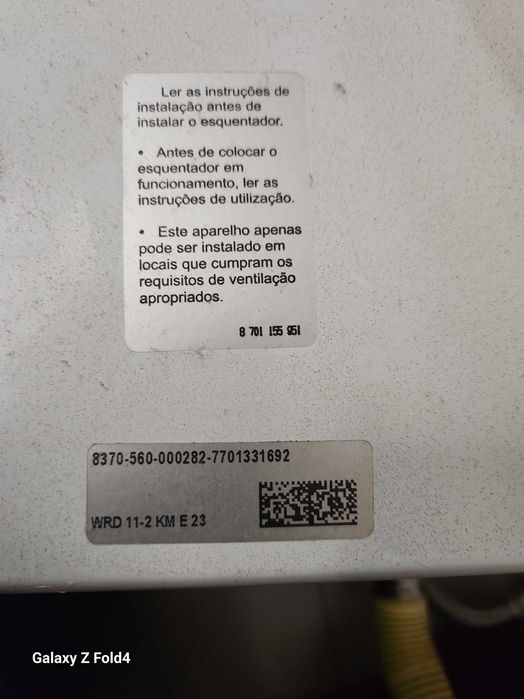 Ler as instruções de
instalação antes de
instalar o esquentador.
• Antes de colocar o
esquentador em
funcionamento, ler as
instruções de utilização.
• Este aparelho apenas
pode ser instalado em
locais que cumpram os
requisitos de ventilação
apropriados.
8 701 155 951
8370-560-000282-7701331692
WRD 11-2 KM E 23
Galaxy Z Fold4